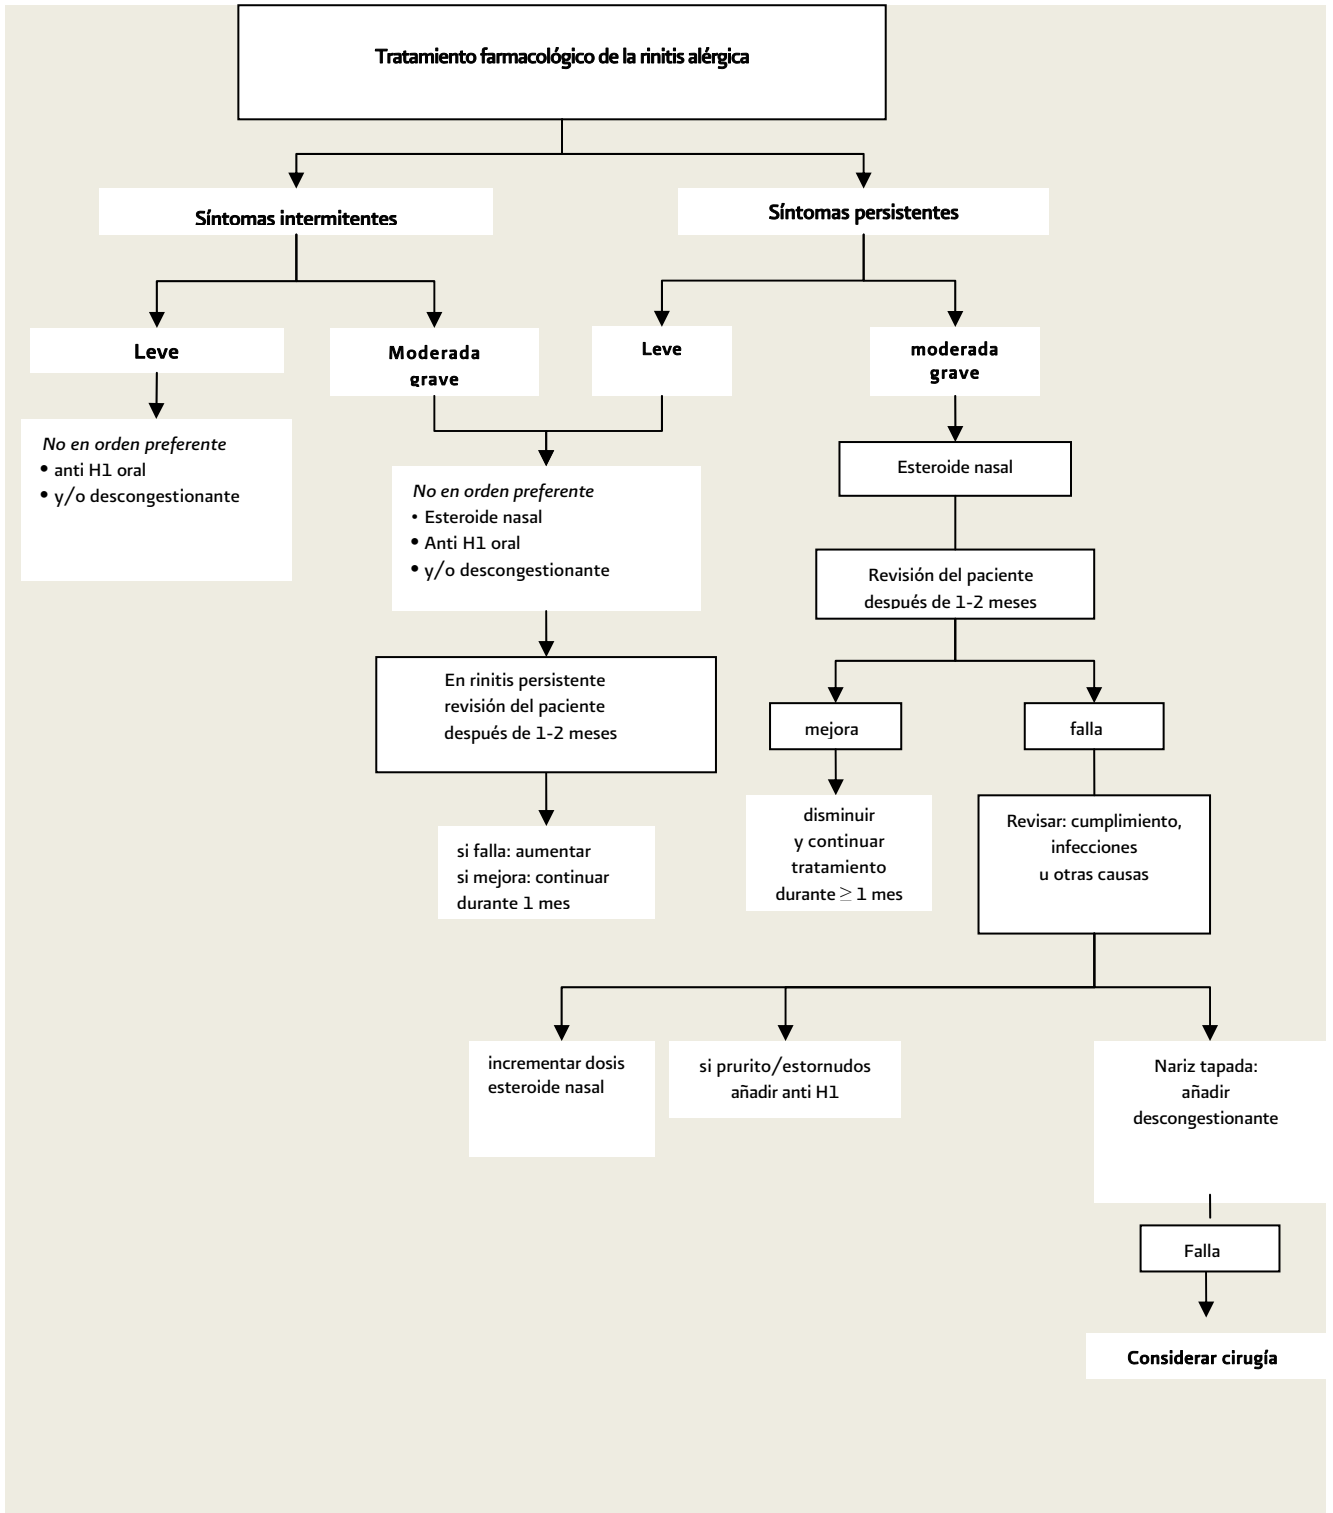 Tratamiento farmacológico de la rinitis alérgica
Síntomas intermitentes
Síntomas persistentes
Leve
Moderada
grave
Leve
moderada
grave
No en orden preferente
• anti H1 oral
• y/o descongestionante
No en orden preferente
• Esteroide nasal
• Anti H1 oral
• y/o descongestionante
Esteroide nasal
Revisión del paciente
después de 1-2 meses
En rinitis persistente
revisión del paciente
después de 1-2 meses
mejora
falla
si falla: aumentar
si mejora: continuar
durante 1 mes
disminuir
y continuar
tratamiento
durante ≥ 1 mes
Revisar: cumplimiento,
infecciones
u otras causas
incrementar dosis
esteroide nasal
si prurito/estornudos
añadir anti H1
Nariz tapada:
añadir
descongestionante
Falla
Considerar cirugía